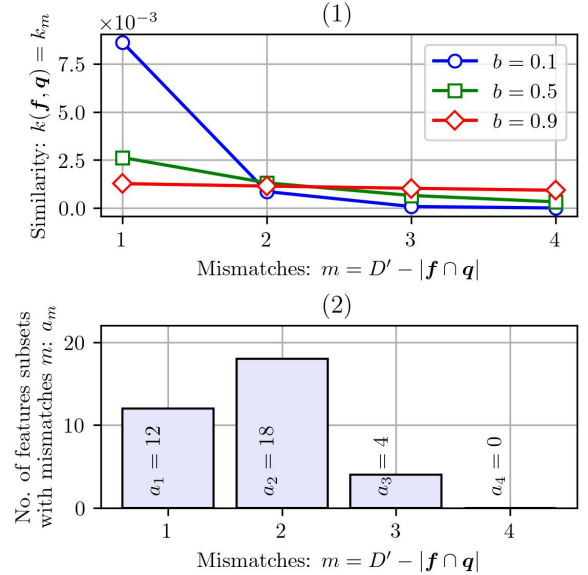 (1)
×10⁻³
Similarity: k(f, q) = k_m
7.5
5.0
2.5
0.0
b = 0.1
b = 0.5
b = 0.9
1 2 3 4
Mismatches: m = D′ − |f ∩ q|
(2)
No. of features subsets
with mismatches m: a_m
20
10
0
a₁ = 12
a₂ = 18
a₃ = 4
a₄ = 0
1 2 3 4
Mismatches: m = D′ − |f ∩ q|